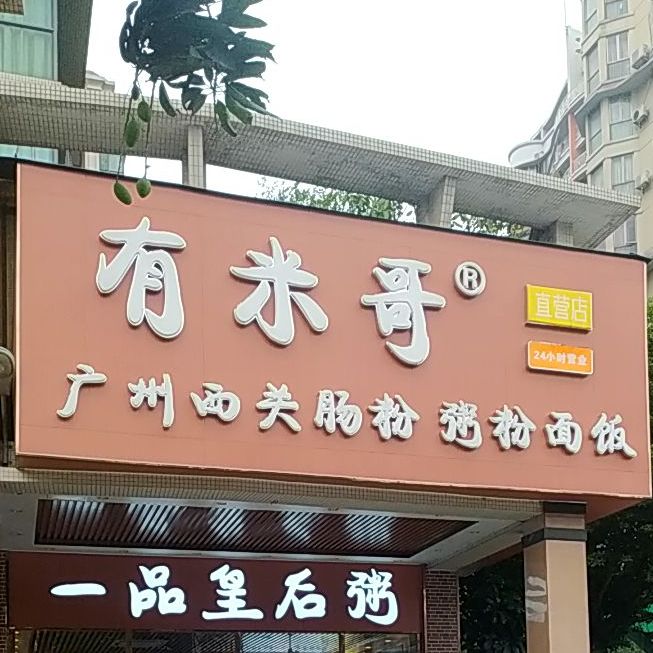 有米哥®
直营店
24小时营业
广州西关肠粉 粥粉面饭
一品皇后粥